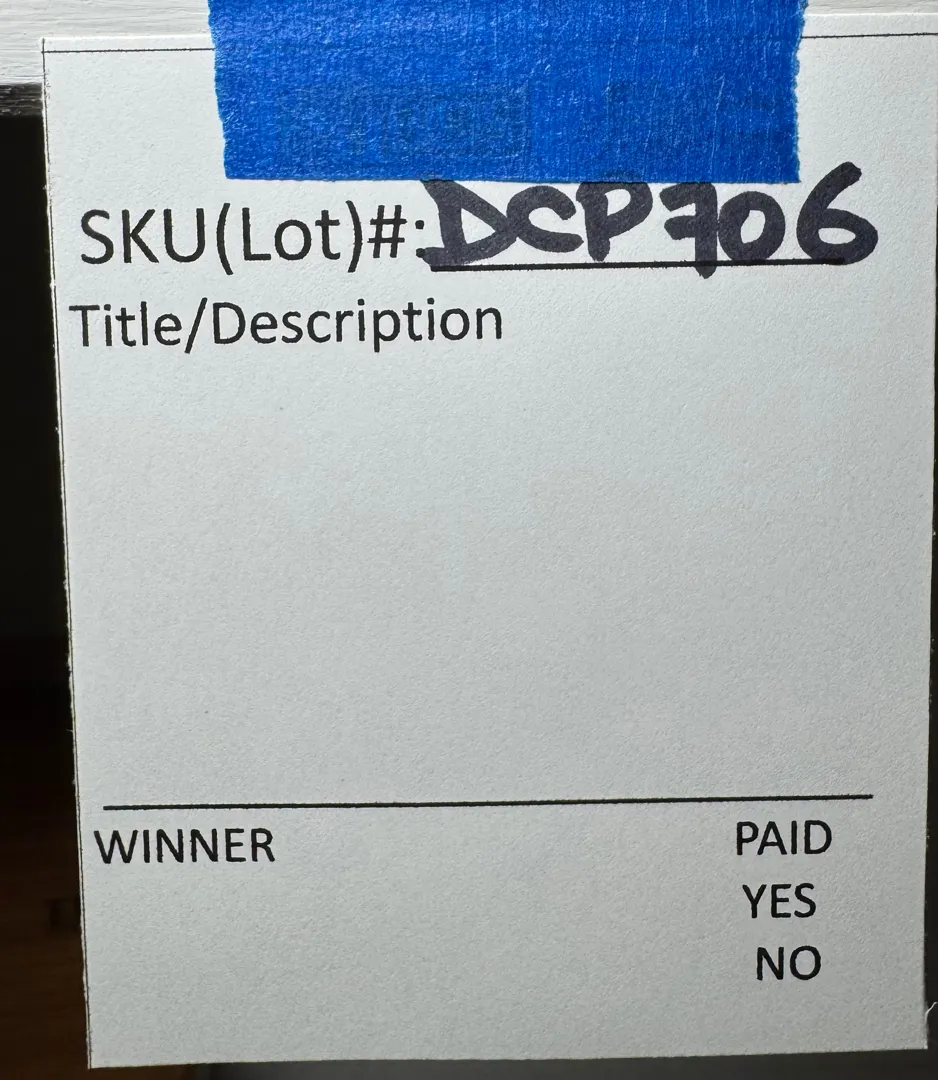 SKU(Lot)#: DCP706
Title/Description
WINNER
PAID
YES
NO